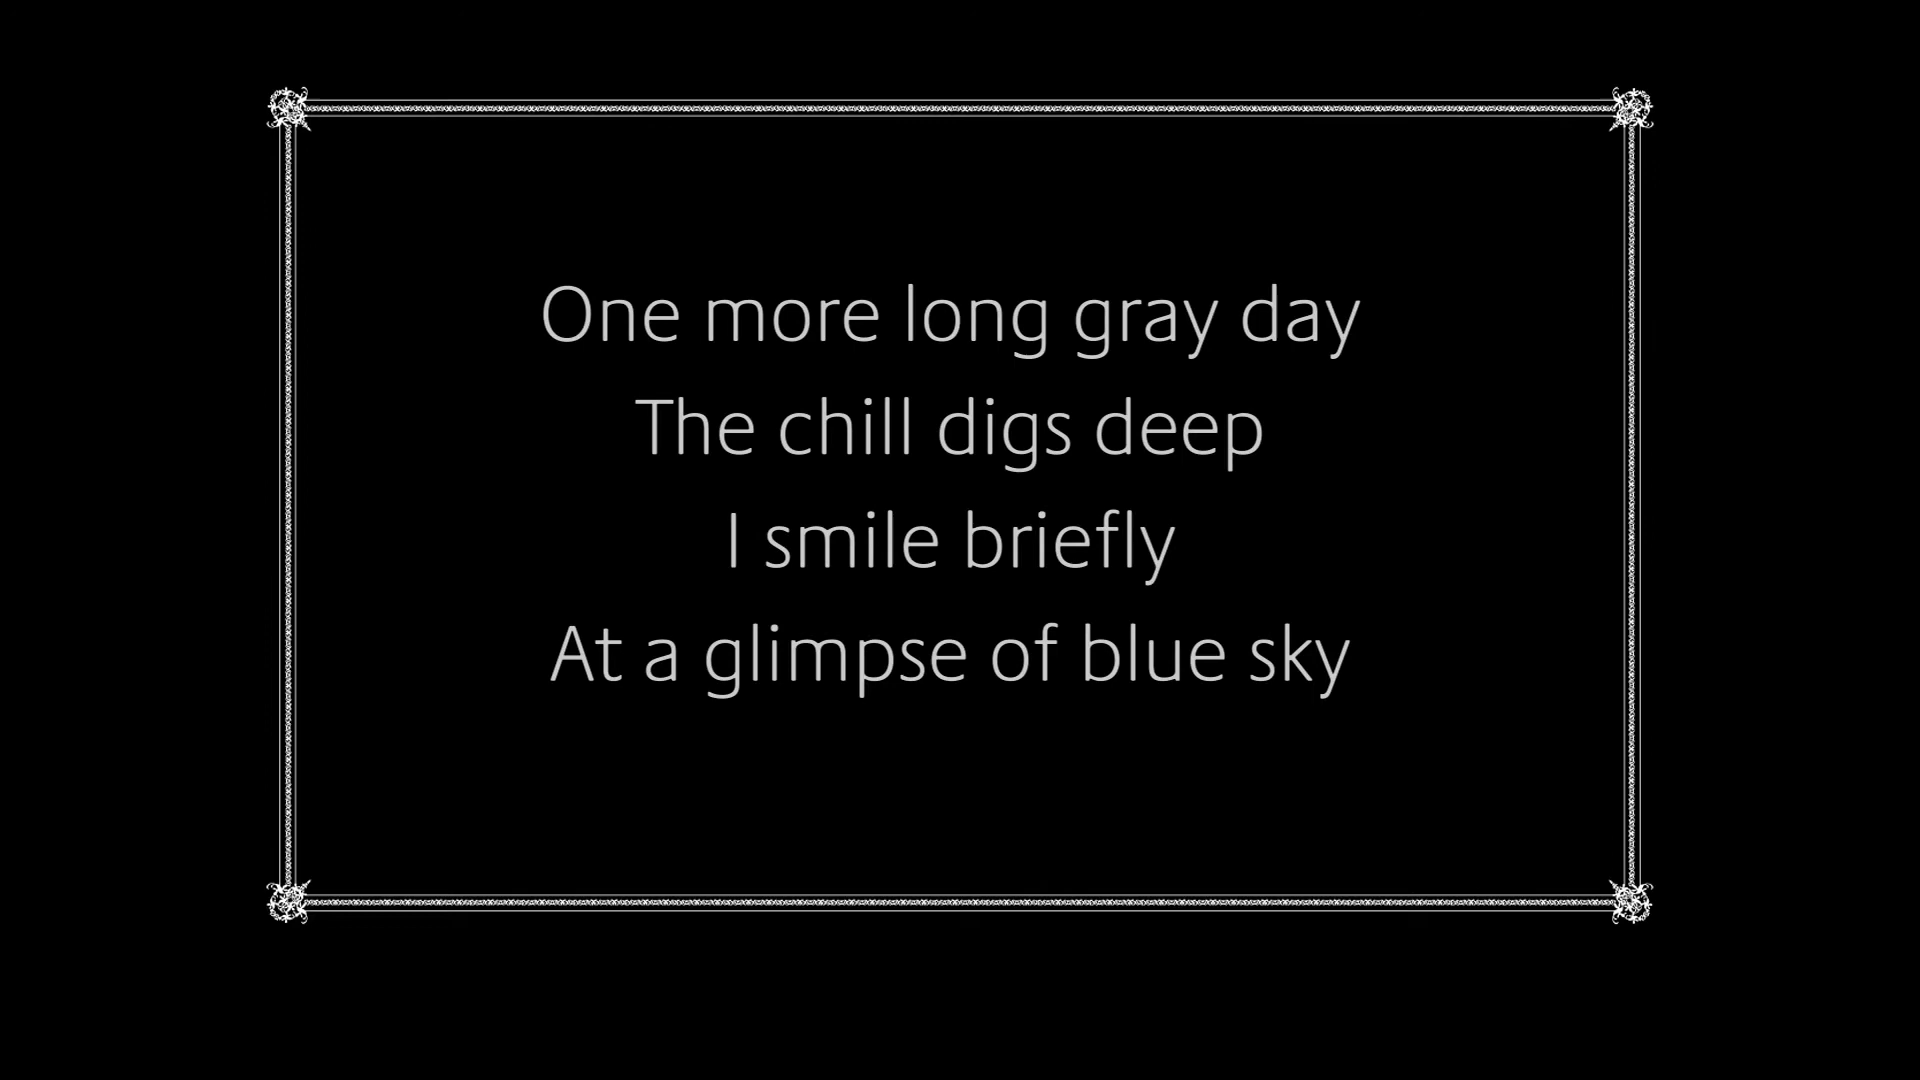 One more long gray day
The chill digs deep
I smile briefly
At a glimpse of blue sky